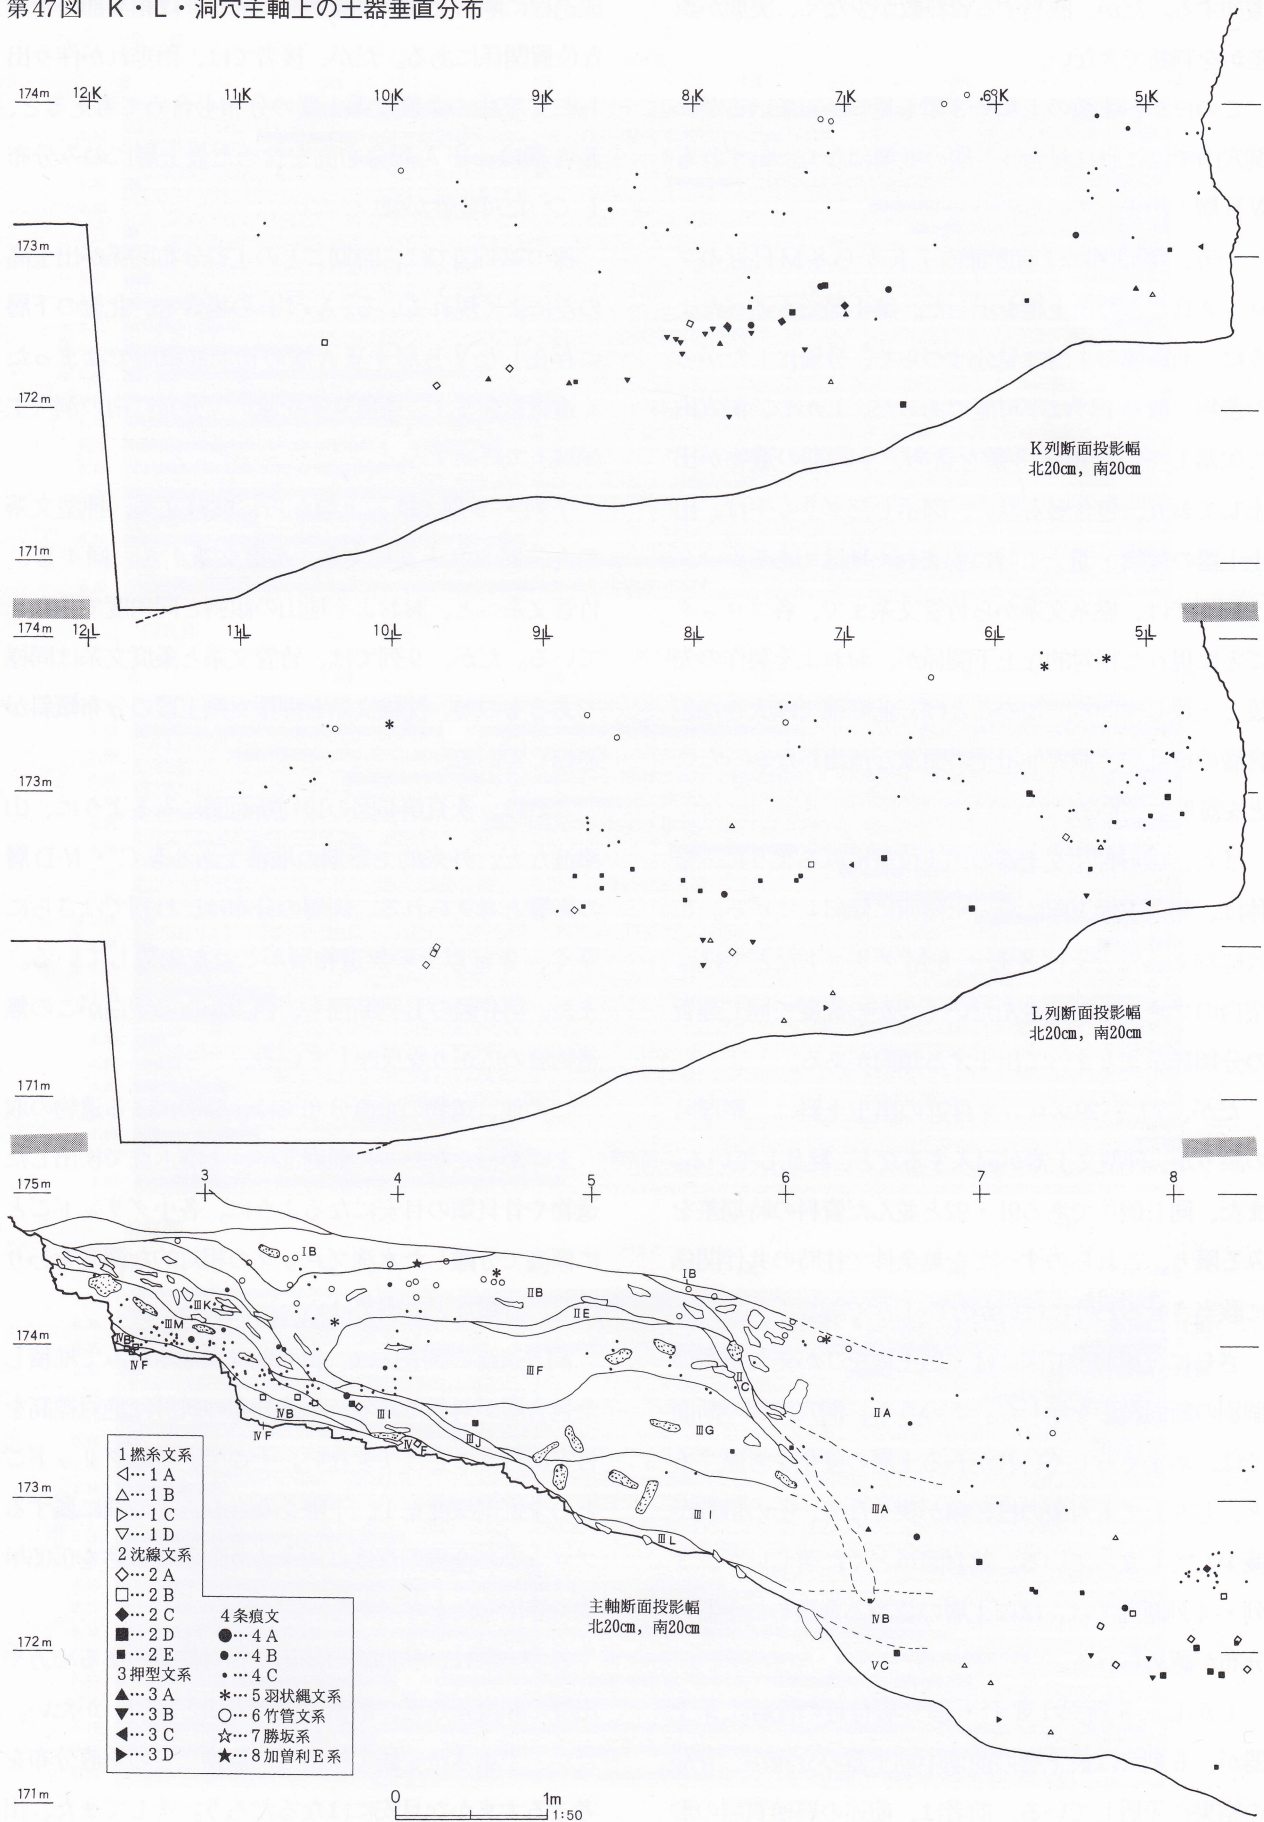 第47図 K・L・洞穴主軸上の土器垂直分布
174m 12K 11K 10K 9K 8K 7K 6K 5K
173m
172m
K列断面投影幅
北20cm，南20cm
171m
174m 12L 11L 10L 9L 8L 7L 6L 5L
173m
L列断面投影幅
北20cm，南20cm
171m
175m 3 4 5 6 7 8
ⅠB
ⅠB
ⅡB
ⅡE
ⅢK
ⅢM
174m
ⅣB
ⅣF
ⅢF
ⅡC
ⅡA
ⅣB
ⅢI
ⅢG
ⅣF
ⅣF
ⅢJ
173m
ⅢI
ⅢA
ⅢL
ⅣB
172m
ⅤC
主軸断面投影幅
北20cm，南20cm
1撚糸文系
◁…1A
△…1B
▷…1C
▽…1D
2沈線文系
◇…2A
□…2B
◆…2C
■…2D
■…2E
3押型文系
▲…3A
▼…3B
◀…3C
▶…3D
4条痕文
●…4A
●…4B
・…4C
＊…5羽状縄文系
○…6竹管文系
☆…7勝坂系
★…8加曽利E系
171m
0 1m
1:50